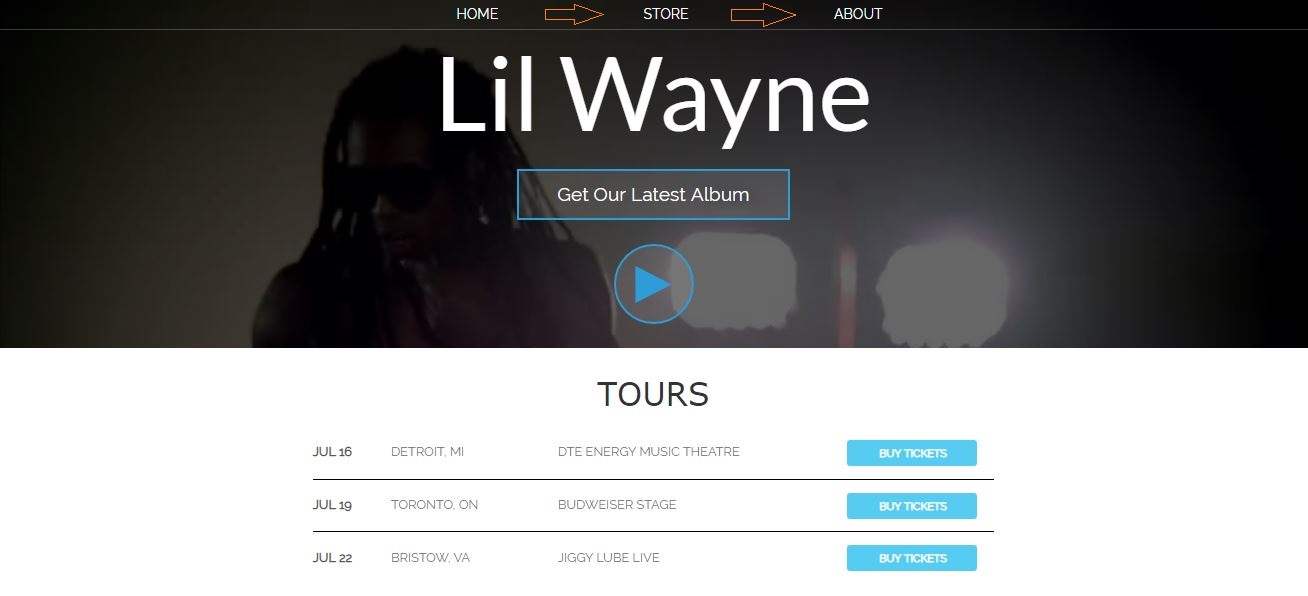 HOME STORE ABOUT
Lil Wayne
Get Our Latest Album
TOURS
JUL 16 DETROIT, MI DTE ENERGY MUSIC THEATRE BUY TICKETS
JUL 19 TORONTO, ON BUDWEISER STAGE BUY TICKETS
JUL 22 BRISTOW, VA JIGGY LUBE LIVE BUY TICKETS